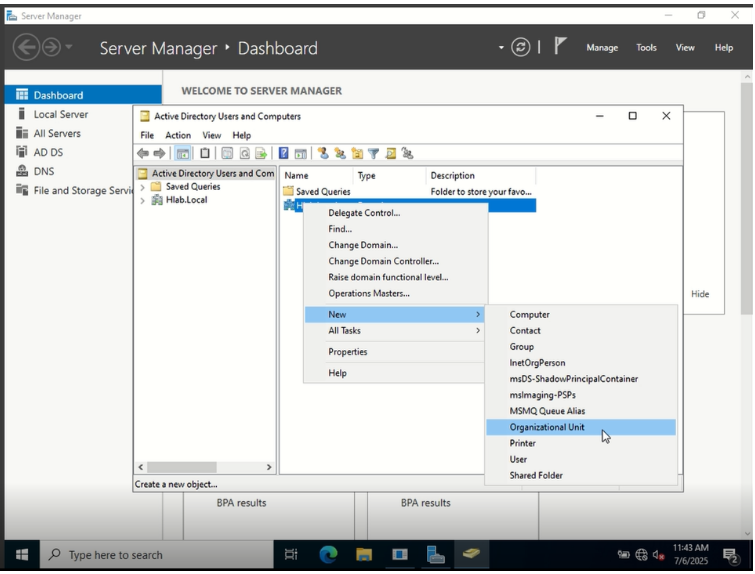 Server Manager
Server Manager • Dashboard
Manage Tools View Help
Dashboard
Local Server
All Servers
AD DS
DNS
File and Storage Servi
WELCOME TO SERVER MANAGER
Active Directory Users and Computers
File Action View Help
Active Directory Users and Com
Saved Queries
Hlab.Local
Name Type Description
Saved Queries Folder to store your favo...
Delegate Control...
Find...
Change Domain...
Change Domain Controller...
Raise domain functional level...
Operations Masters...
New
All Tasks
Properties
Help
Computer
Contact
Group
InetOrgPerson
msDS-ShadowPrincipalContainer
msImaging-PSPs
MSMQ Queue Alias
Organizational Unit
Printer
User
Shared Folder
Hide
Create a new object...
BPA results BPA results
Type here to search
11:43 AM
7/6/2025
2